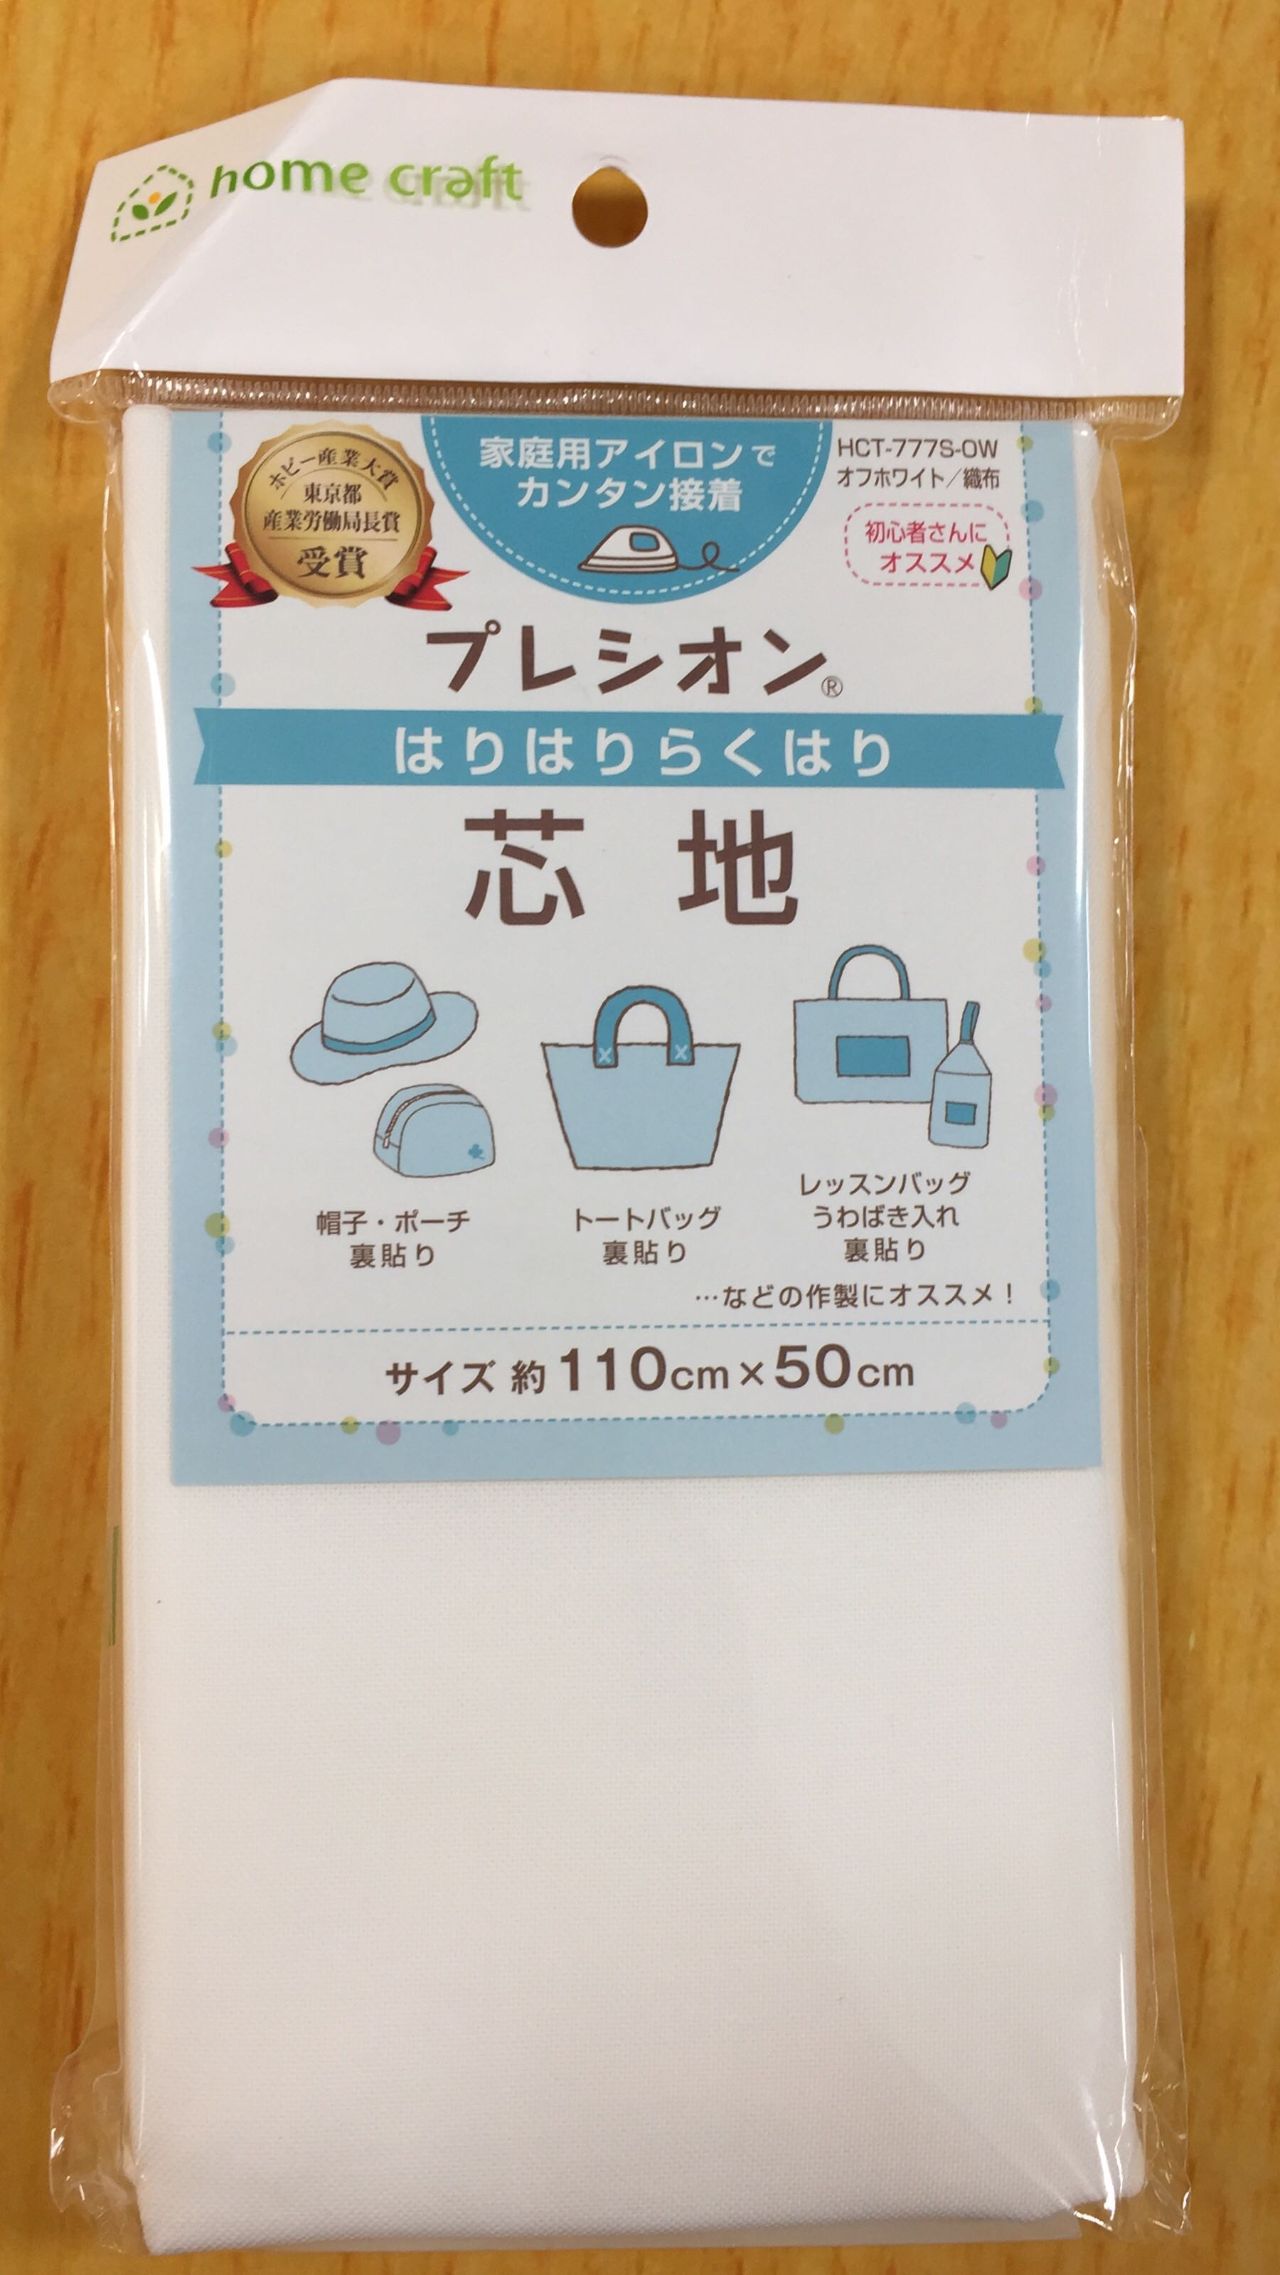 home craft
ホビー産業大賞
東京都
産業労働局長賞
受賞
家庭用アイロンで
カンタン接着
HCT-777S-OW
オフホワイト／織布
初心者さんに
オススメ
プレシオン®
はりはりらくはり
芯地
帽子・ポーチ
裏貼り
トートバッグ
裏貼り
レッスンバッグ
うわばき入れ
裏貼り
…などの作製にオススメ！
サイズ 約110cm×50cm